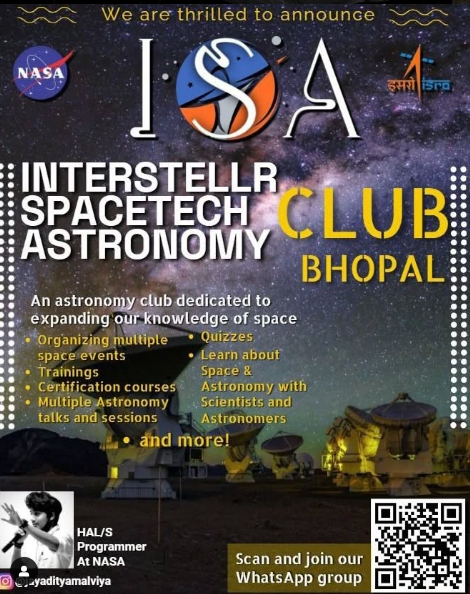 We are thrilled to announce
NASA
ISA
इसरो isro
INTERSTELLR
SPACETECH
ASTRONOMY
CLUB
BHOPAL
An astronomy club dedicated to
expanding our knowledge of space
• Organizing multiple
space events
• Trainings
• Certification courses
• Multiple Astronomy
talks and sessions
• Quizzes
• Learn about
Space &
Astronomy with
Scientists and
Astronomers
• and more!
HAL/S
Programmer
At NASA
Scan and join our
WhatsApp group